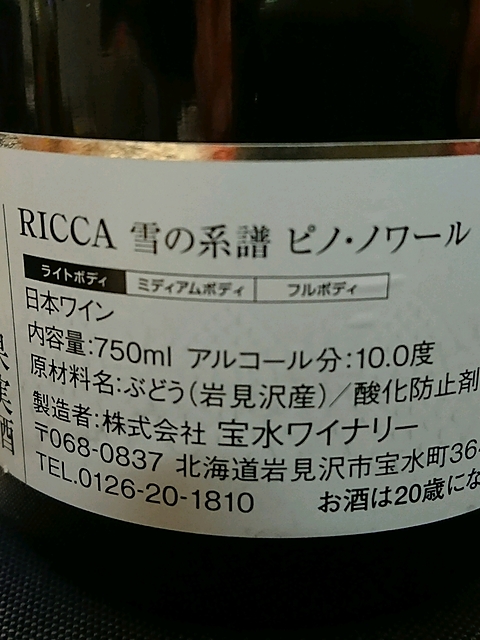 RICCA 雪の系譜 ピノ・ノワール
ライトボディ ミディアムボディ フルボディ
日本ワイン
内容量:750ml アルコール分:10.0度
原材料名:ぶどう(岩見沢産)/酸化防止剤
製造者:株式会社 宝水ワイナリー
〒068-0837 北海道岩見沢市宝水町364
TEL.0126-20-1810 お酒は20歳にな
果実酒